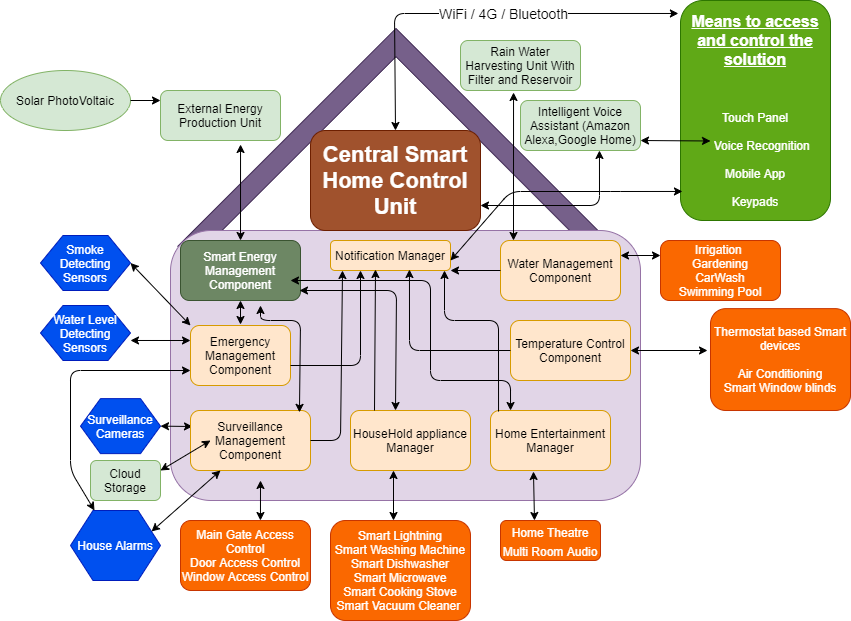 WiFi / 4G / Bluetooth
Means to access
and control the
solution
Touch Panel
Voice Recognition
Mobile App
Keypads
Rain Water
Harvesting Unit With
Filter and Reservoir
Solar PhotoVoltaic
External Energy
Production Unit
Intelligent Voice
Assistant (Amazon
Alexa,Google Home)
Central Smart
Home Control
Unit
Smart Energy
Management
Component
Notification Manager
Water Management
Component
Irrigation
Gardening
CarWash
Swimming Pool
Smoke
Detecting
Sensors
Water Level
Detecting
Sensors
Emergency
Management
Component
Temperature Control
Component
Thermostat based Smart
devices
Air Conditioning
Smart Window blinds
Surveillance
Cameras
Surveillance
Management
Component
HouseHold appliance
Manager
Home Entertainment
Manager
Cloud
Storage
House Alarms
Main Gate Access
Control
Door Access Control
Window Access Control
Smart Lightning
Smart Washing Machine
Smart Dishwasher
Smart Microwave
Smart Cooking Stove
Smart Vacuum Cleaner
Home Theatre
Multi Room Audio